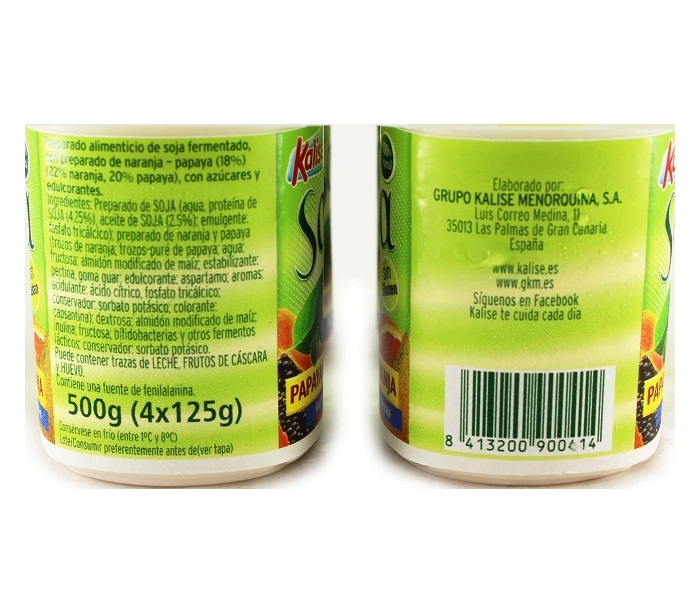 Preparado alimenticio de soja fermentado,
con preparado de naranja - papaya (18%)
(22% naranja, 20% papaya), con azúcares y
edulcorantes.
Ingredientes: Preparado de SOJA (agua, proteína de
SOJA (4,25%), aceite de SOJA (2,5%); emulgente:
fosfato tricálcico); preparado de naranja y papaya
(trozos de naranja; trozos-puré de papaya; agua;
fructosa; almidón modificado de maíz; estabilizante:
pectina, goma guar; edulcorante: aspartamo; aromas;
acidulante: ácido cítrico, fosfato tricálcico;
conservador: sorbato potásico; colorante:
capsantina); dextrosa; almidón modificado de maíz;
inulina, fructosa; bifidobacterias y otros fermentos
lácticos; conservador: sorbato potásico.
Puede contener trazas de LECHE, FRUTOS DE CÁSCARA
y HUEVO.
Contiene una fuente de fenilalanina.
500g (4x125g)
Consérvese en frío (entre 1ºC y 8ºC)
Lote/Consumir preferentemente antes de(ver tapa)
Kalise
PAPAYA
Elaborado por:
GRUPO KALISE MENORQUINA, S.A.
Luis Correo Medina, 11
35013 Las Palmas de Gran Canaria.
España
www.kalise.es
www.gkm.es
Síguenos en Facebook
Kalise te cuida cada día
8 413200 900414